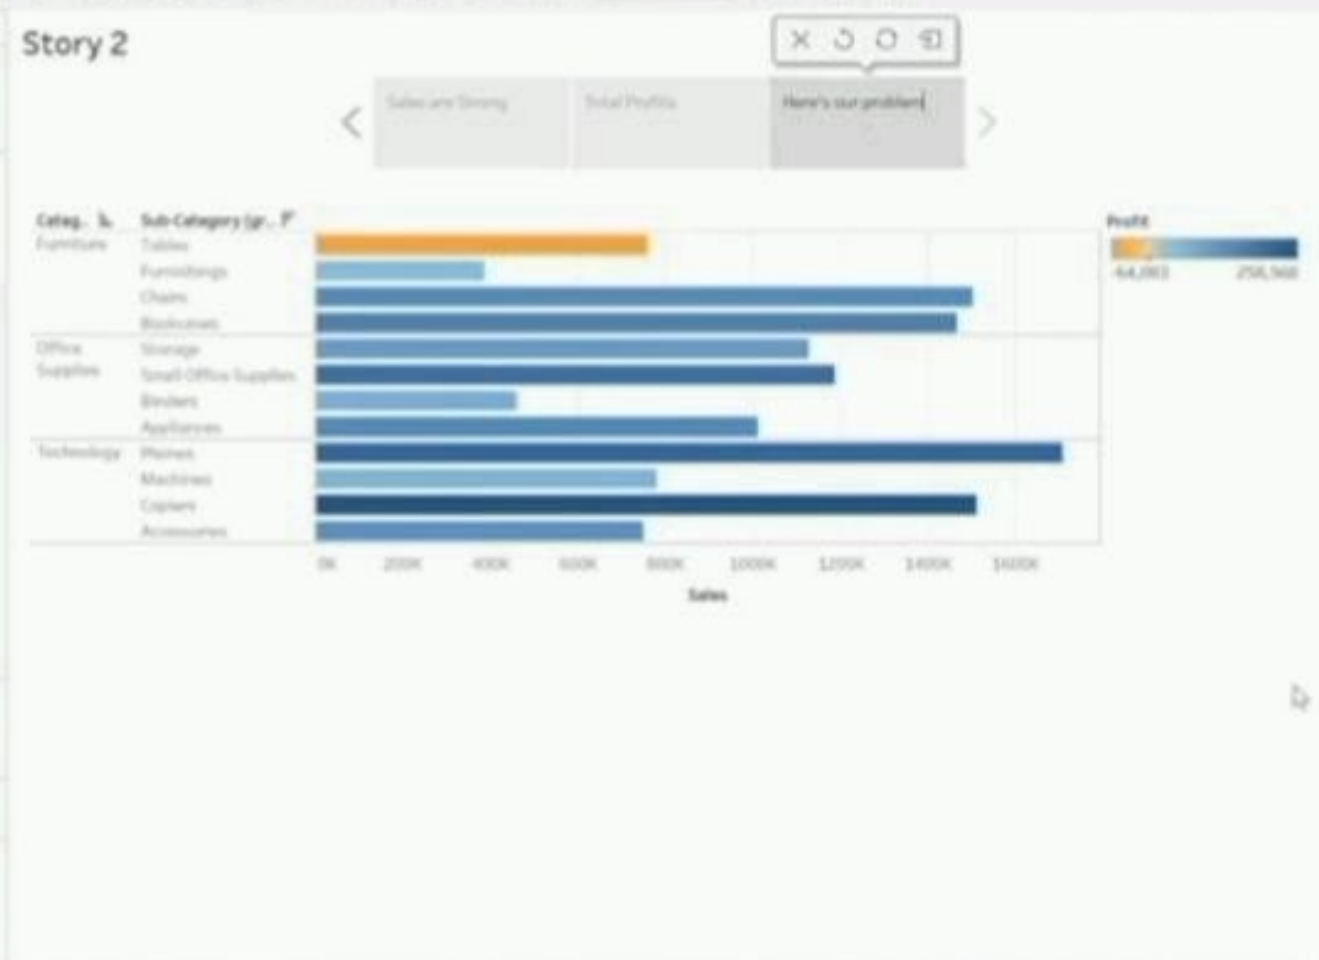 Story 2
Sales are Strong
Total Profits
Here's our problem
Categ..
Sub-Category (gr..
Profit
Furniture
Tables
Furnishings
Chairs
Bookcases
-64,083
Office
Supplies
Storage
Small Office Supplies
Binders
Appliances
Technology
Phones
Machines
Copiers
Accessories
0K 200K 400K 600K 800K 1000K 1200K 1400K 1600K
Sales